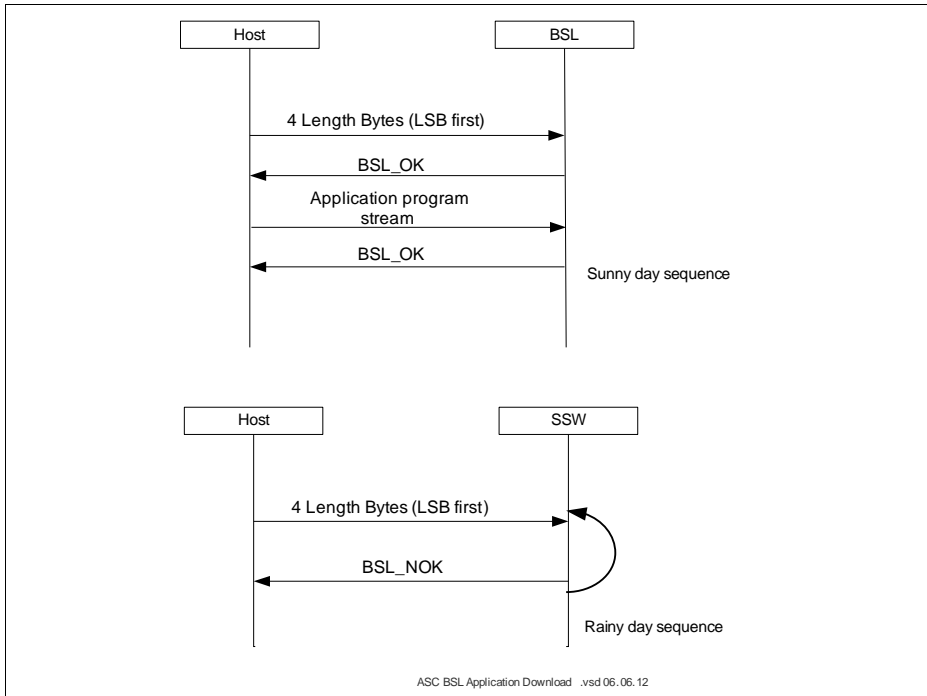 Host
BSL
4 Length Bytes (LSB first)
BSL_OK
Application program
stream
BSL_OK
Sunny day sequence
Host
SSW
4 Length Bytes (LSB first)
BSL_NOK
Rainy day sequence
ASC BSL Application Download .vsd 06.06.12